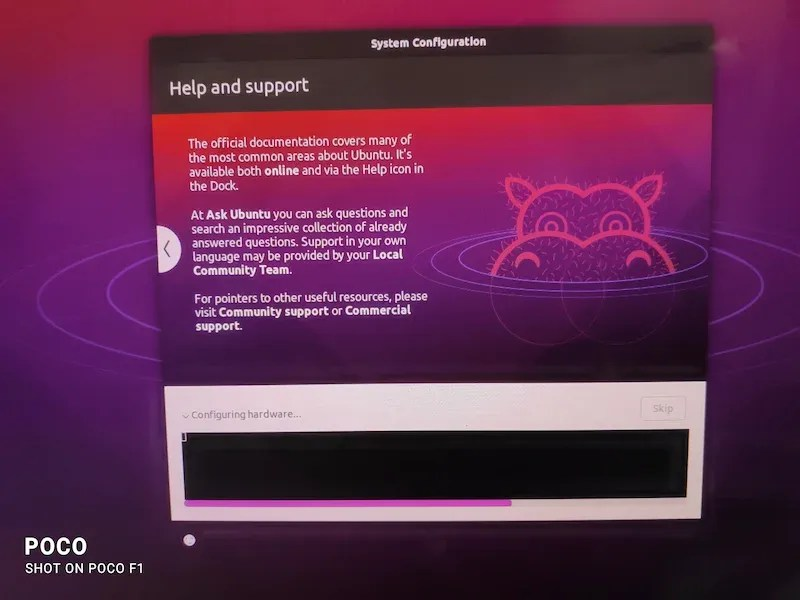 System Configuration
Help and support
The official documentation covers many of
the most common areas about Ubuntu. It's
available both online and via the Help icon in
the Dock.
At Ask Ubuntu you can ask questions and
search an impressive collection of already
answered questions. Support in your own
language may be provided by your Local
Community Team.
For pointers to other useful resources, please
visit Community support or Commercial
support.
Configuring hardware...
Skip
POCO
SHOT ON POCO F1